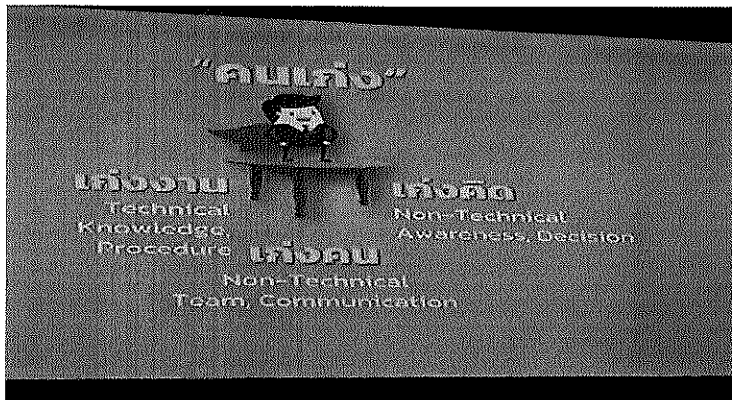 "คนเก่ง"
เก่งงาน
Technical
Knowledge,
Procedure
เก่งคิด
Non-Technical
Awareness, Decision
เก่งคน
Non-Technical
Team, Communication